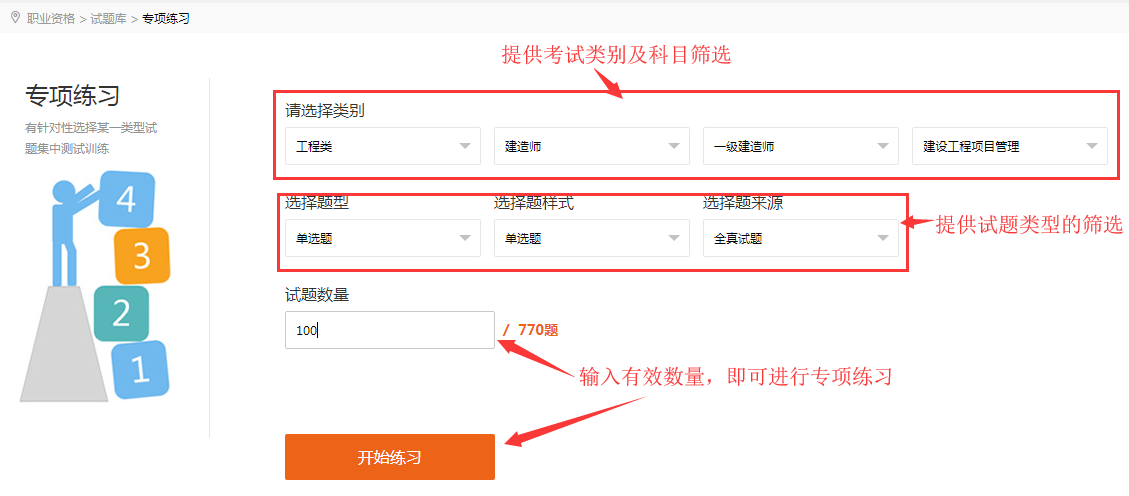 职业资格 > 试题库 > 专项练习
提供考试类别及科目筛选
专项练习
有针对性选择某一类型试
题集中测试训练
4
3
2
1
请选择类别
工程类 建造师 一级建造师 建设工程项目管理
选择题型 选择题样式 选择题来源
单选题 单选题 全真试题
提供试题类型的筛选
试题数量
100 / 770题
输入有效数量，即可进行专项练习
开始练习